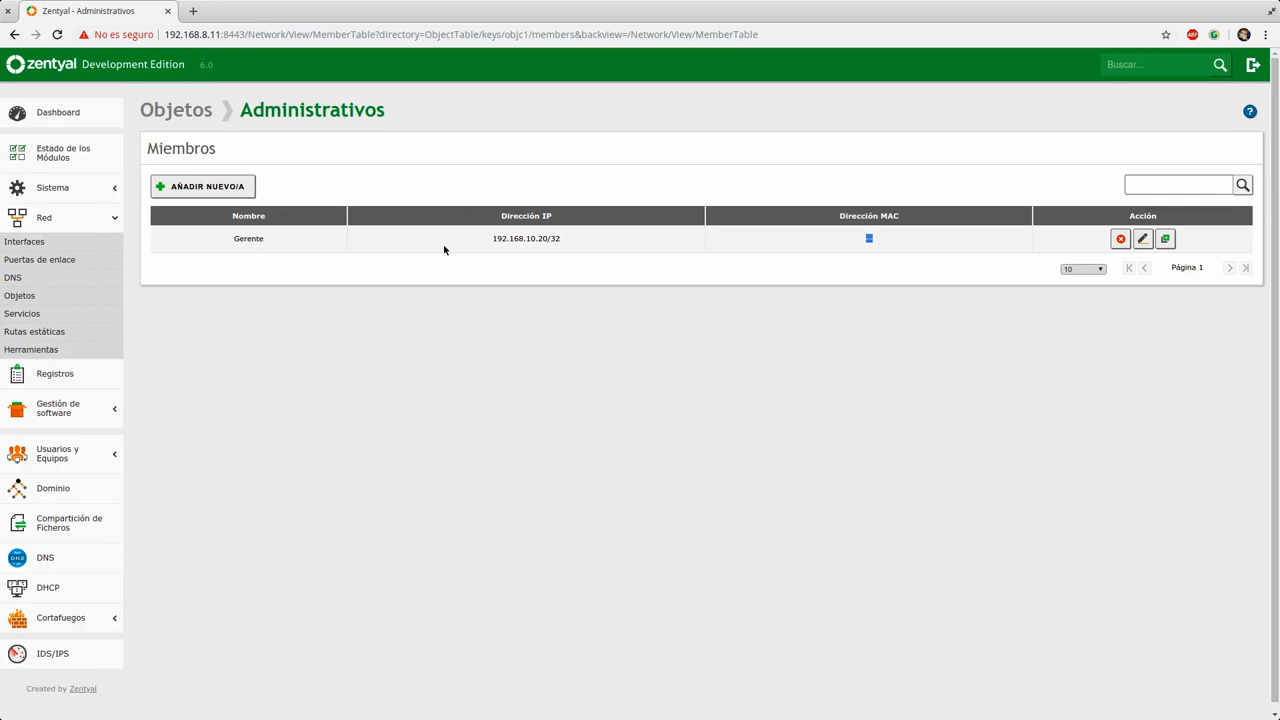 Zentyal - Administrativos
No es seguro 192.168.8.11:8443/Network/View/MemberTable?directory=ObjectTable/keys/objc1/members&backview=/Network/View/MemberTable
ABP
zentyal Development Edition 6.0
Buscar...
Dashboard
Estado de los
Módulos
Sistema
Red
Interfaces
Puertas de enlace
DNS
Objetos
Servicios
Rutas estáticas
Herramientas
Registros
Gestión de
software
Usuarios y
Equipos
Dominio
Compartición de
Ficheros
DNS
DHCP
Cortafuegos
IDS/IPS
Created by Zentyal
Objetos Administrativos
?
Miembros
AÑADIR NUEVO/A
Nombre Dirección IP Dirección MAC Acción
Gerente 192.168.10.20/32 --
10 Página 1